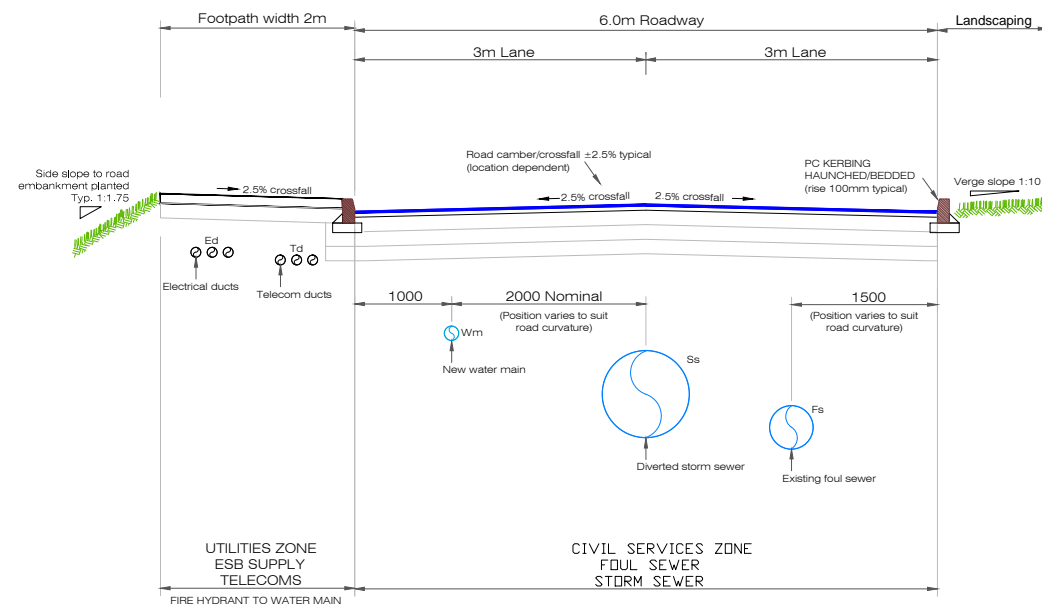 Footpath width 2m
6.0m Roadway
Landscaping
3m Lane
3m Lane
Road camber/crossfall ±2.5% typical
(location dependent)
PC KERBING
HAUNCHED/BEDDED
(rise 100mm typical)
Side slope to road
embankment planted
Typ. 1:1.75
2.5% crossfall
2.5% crossfall
2.5% crossfall
Verge slope 1:10
Ed
Td
Electrical ducts
Telecom ducts
1000
2000 Nominal
(Position varies to suit
road curvature)
1500
(Position varies to suit
road curvature)
Wm
New water main
Ss
Diverted storm sewer
Fs
Existing foul sewer
UTILITIES ZONE
ESB SUPPLY
TELECOMS
CIVIL SERVICES ZONE
FOUL SEWER
STORM SEWER
FIRE HYDRANT TO WATER MAIN